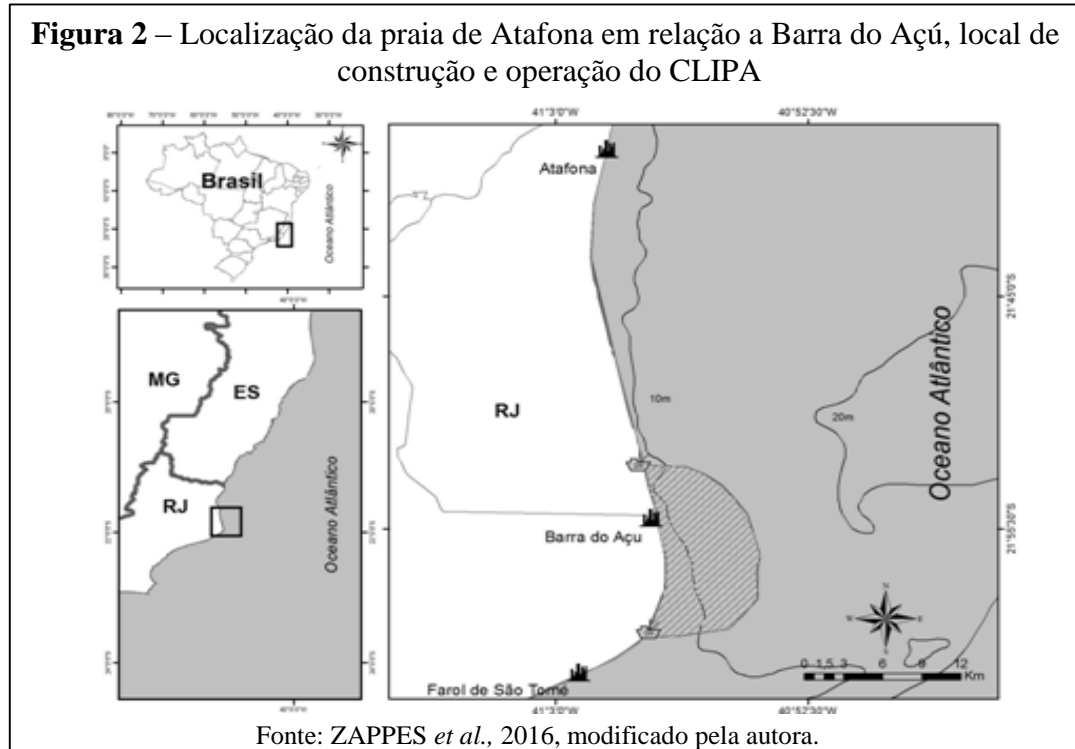 Figura 2 – Localização da praia de Atafona em relação a Barra do Açú, local de
construção e operação do CLIPA
Brasil
Oceano Atlântico
MG
ES
RJ
Oceano Atlântico
41°3'0"W
40°52'30"W
Atafona
21°45'0"S
10m
20m
RJ
Oceano Atlântico
Barra do Açu
21°55'30"S
N
W
E
S
0 1,5 3 6 9 12
Km
Farol de São Tomé
41°3'0"W
40°52'30"W
Fonte: ZAPPES et al., 2016, modificado pela autora.